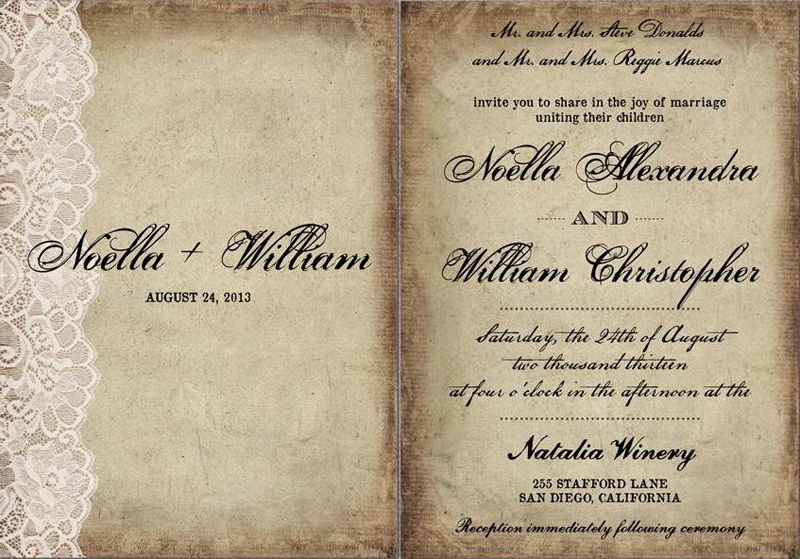 Noella + William
AUGUST 24, 2013
Mr. and Mrs. Steve Donalds
and Mr. and Mrs. Reggie Marcus
invite you to share in the joy of marriage
uniting their children
Noella Alexandra
AND
William Christopher
Saturday, the 24th of August
two thousand thirteen
at four o'clock in the afternoon at the
Natalia Winery
255 STAFFORD LANE
SAN DIEGO, CALIFORNIA
Reception immediately following ceremony